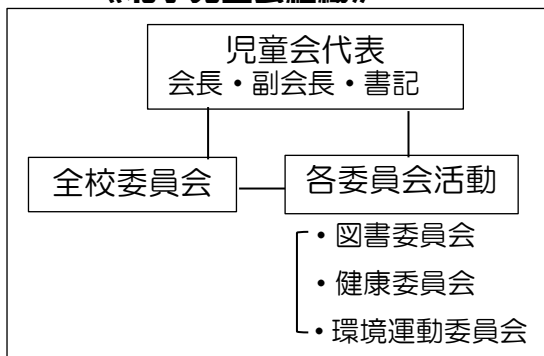 児童会代表
会長・副会長・書記
全校委員会
各委員会活動
・図書委員会
・健康委員会
・環境運動委員会